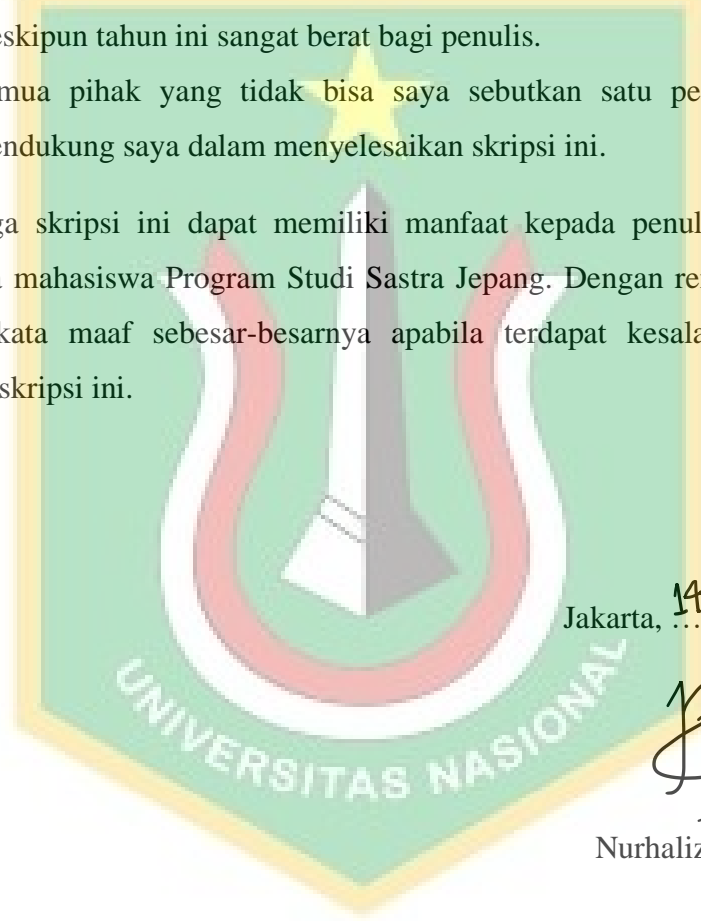 eskipun tahun ini sangat berat bagi penulis.
mua pihak yang tidak bisa saya sebutkan satu pe
endukung saya dalam menyelesaikan skripsi ini.
ga skripsi ini dapat memiliki manfaat kepada penul
a mahasiswa Program Studi Sastra Jepang. Dengan re
kata maaf sebesar-besarnya apabila terdapat kesala
skripsi ini.
Jakarta, 14
UNIVERSITAS NASIONAL
Nurhaliz